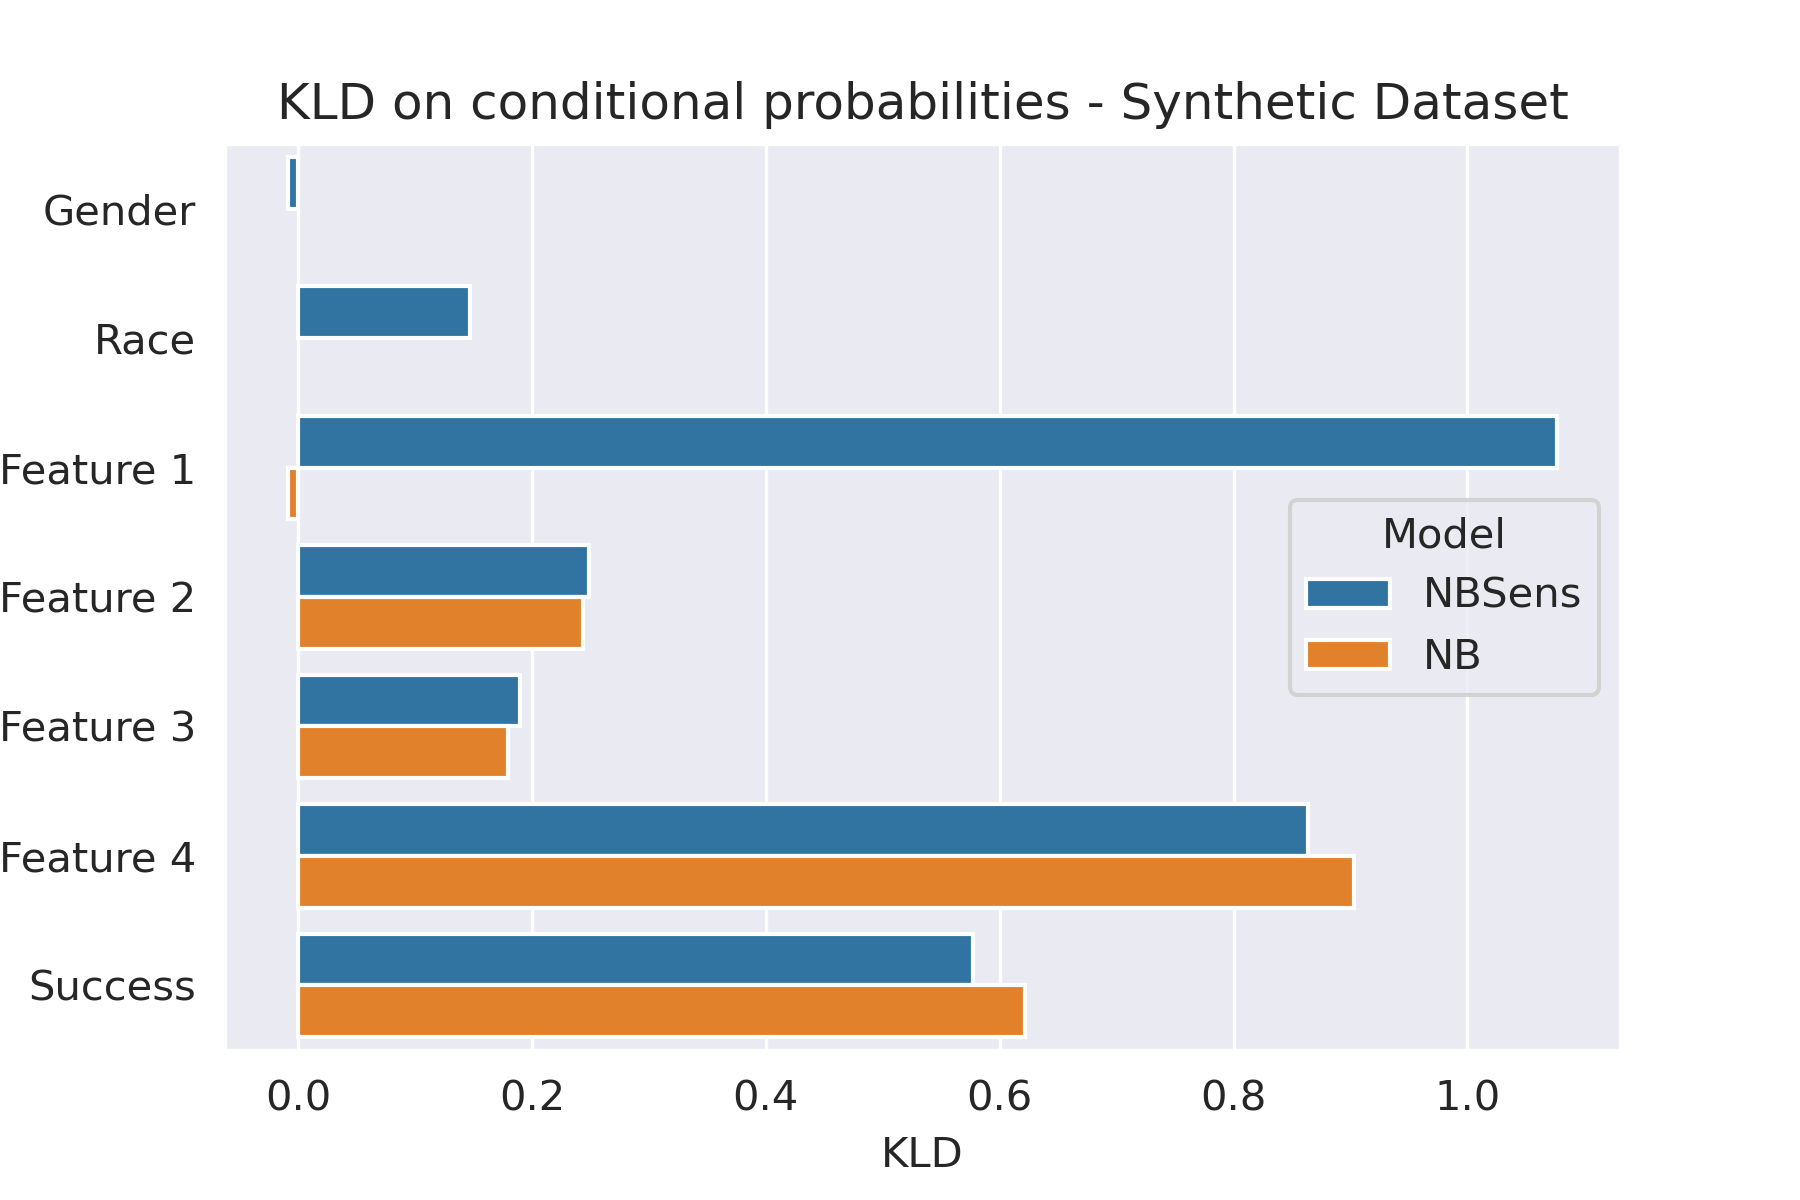 KLD on conditional probabilities - Synthetic Dataset
Gender
Race
Feature 1
Feature 2
Feature 3
Feature 4
Success
Model
NBSens
NB
0.0 0.2 0.4 0.6 0.8 1.0
KLD